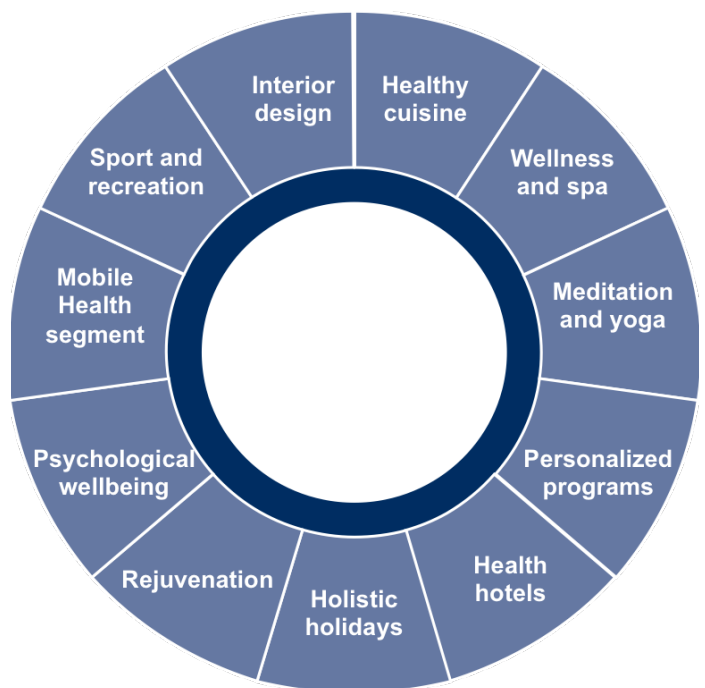 Interior
design
Healthy
cuisine
Wellness
and spa
Meditation
and yoga
Personalized
programs
Health
hotels
Holistic
holidays
Rejuvenation
Psychological
wellbeing
Mobile
Health
segment
Sport and
recreation